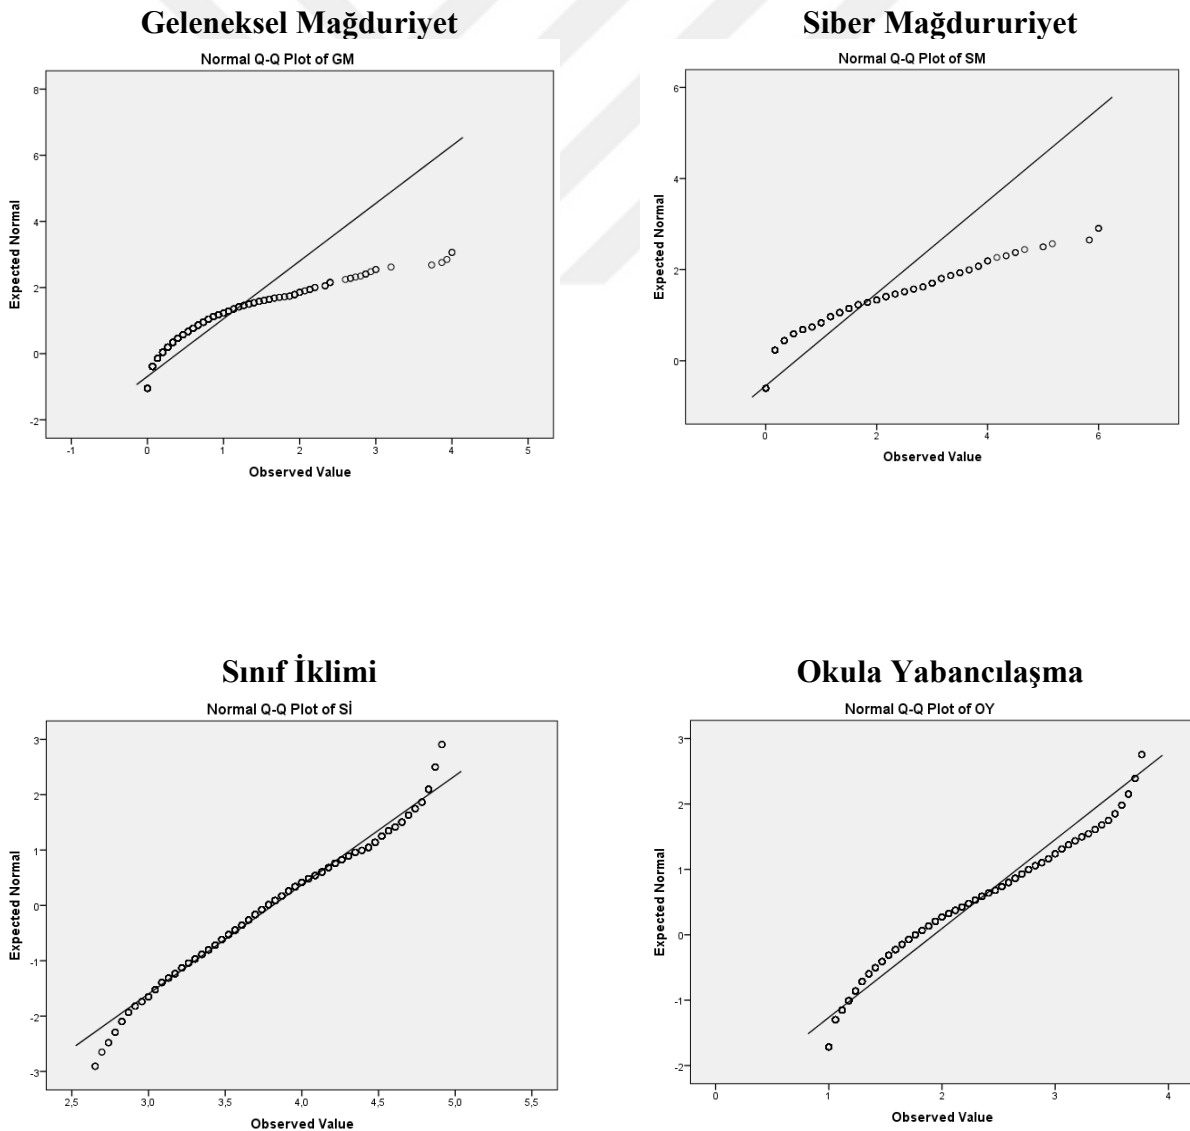 Geleneksel Mağduriyet
Normal Q-Q Plot of GM
Expected Normal
8
6
4
2
0
-2
-1 0 1 2 3 4 5
Observed Value
Siber Mağdururiyet
Normal Q-Q Plot of SM
Expected Normal
6
4
2
0
0 2 4 6
Observed Value
Sınıf İklimi
Normal Q-Q Plot of Sİ
Expected Normal
3
2
1
0
-1
-2
-3
2,5 3,0 3,5 4,0 4,5 5,0 5,5
Observed Value
Okula Yabancılaşma
Normal Q-Q Plot of OY
Expected Normal
3
2
1
0
-1
-2
0 1 2 3 4
Observed Value